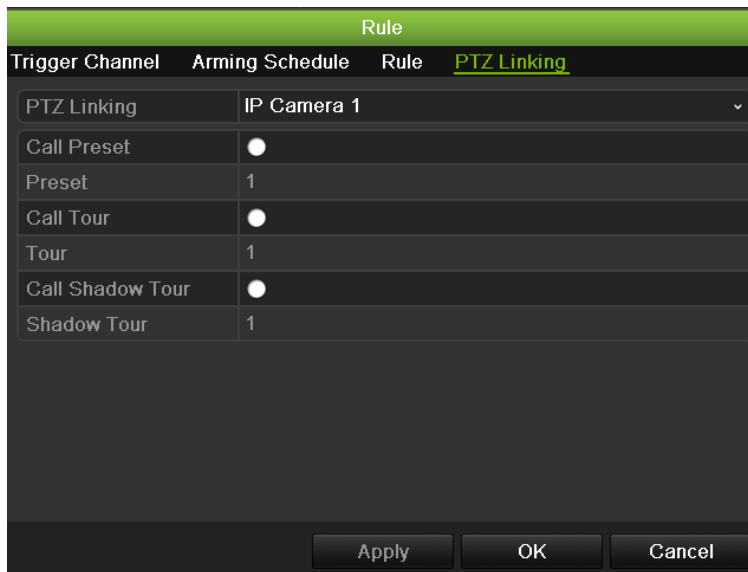 Rule
Trigger Channel Arming Schedule Rule PTZ Linking
PTZ Linking IP Camera 1
Call Preset
Preset 1
Call Tour
Tour 1
Call Shadow Tour
Shadow Tour 1
Apply OK Cancel